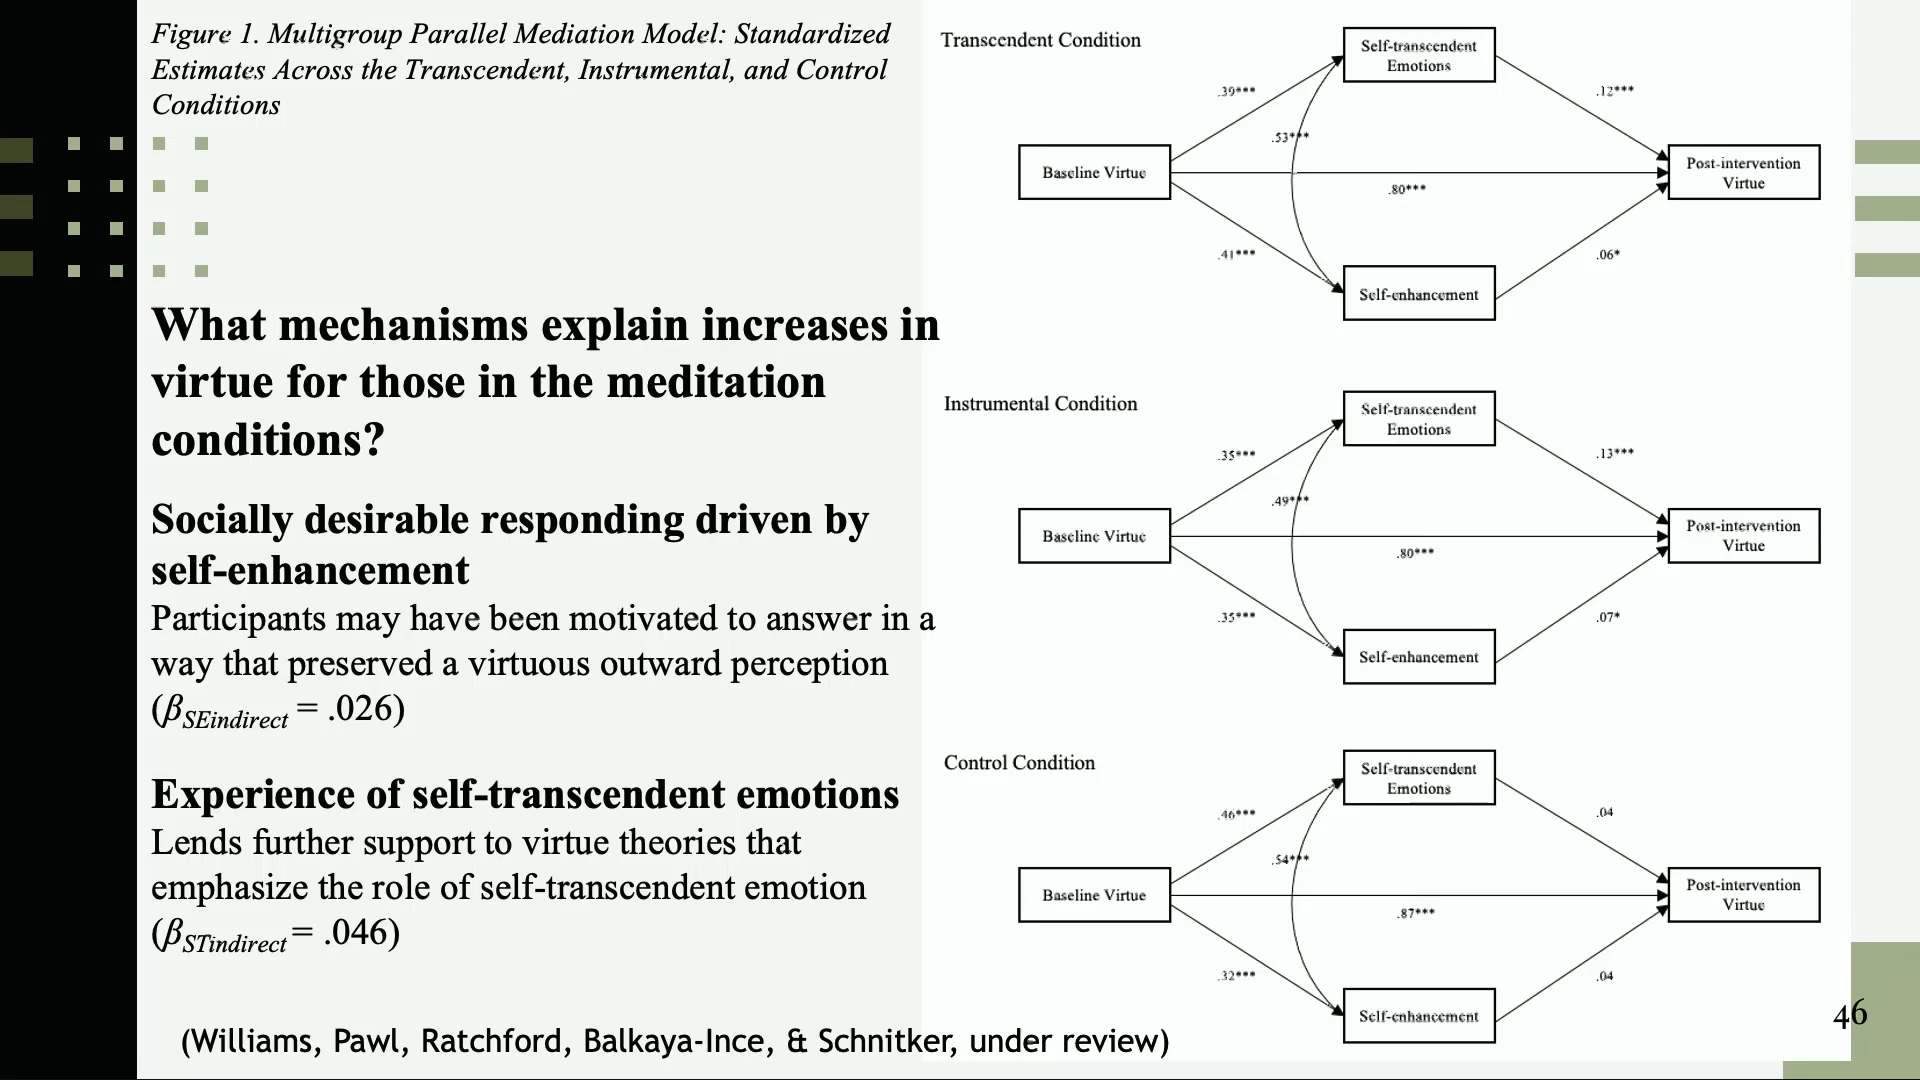 Figure 1. Multigroup Parallel Mediation Model: Standardized
Estimates Across the Transcendent, Instrumental, and Control
Conditions
What mechanisms explain increases in
virtue for those in the meditation
conditions?
Socially desirable responding driven by
self-enhancement
Participants may have been motivated to answer in a
way that preserved a virtuous outward perception
(βSEindirect = .026)
Experience of self-transcendent emotions
Lends further support to virtue theories that
emphasize the role of self-transcendent emotion
(βSTindirect = .046)
(Williams, Pawl, Ratchford, Balkaya-Ince, & Schnitker, under review)
Transcendent Condition
Self-transcendent
Emotions
.39***
.12***
.53***
Baseline Virtue
Post-intervention
Virtue
.80***
.41***
.06*
Self-enhancement
Instrumental Condition
Self-transcendent
Emotions
.35***
.13***
.49***
Baseline Virtue
Post-intervention
Virtue
.80***
.35***
.07*
Self-enhancement
Control Condition
Self-transcendent
Emotions
.46***
.04
.54***
Baseline Virtue
Post-intervention
Virtue
.87***
.32***
.04
Self-enhancement
46